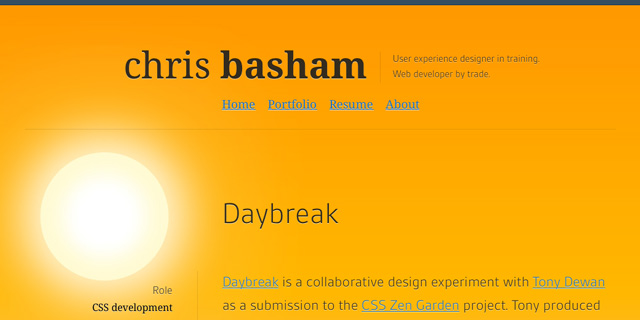 chris basham
User experience designer in training.
Web developer by trade.
Home Portfolio Resume About
Daybreak
Role
CSS development
Daybreak is a collaborative design experiment with Tony Dewan
as a submission to the CSS Zen Garden project. Tony produced